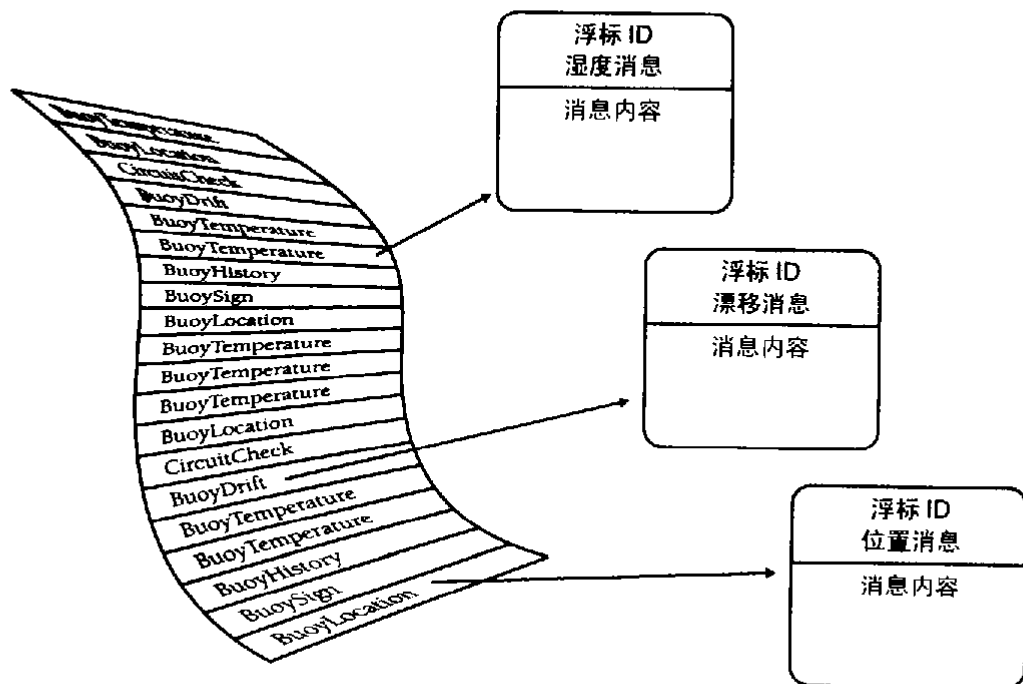 BuoyTemperature
BuoyLocation
CircuitCheck
BuoyDrift
BuoyTemperature
BuoyTemperature
BuoyHistory
BuoySign
BuoyLocation
BuoyTemperature
BuoyTemperature
BuoyTemperature
BuoyLocation
CircuitCheck
BuoyDrift
BuoyTemperature
BuoyTemperature
BuoyHistory
BuoySign
BuoyLocation
浮标 ID
湿度消息
消息内容
浮标 ID
漂移消息
消息内容
浮标 ID
位置消息
消息内容